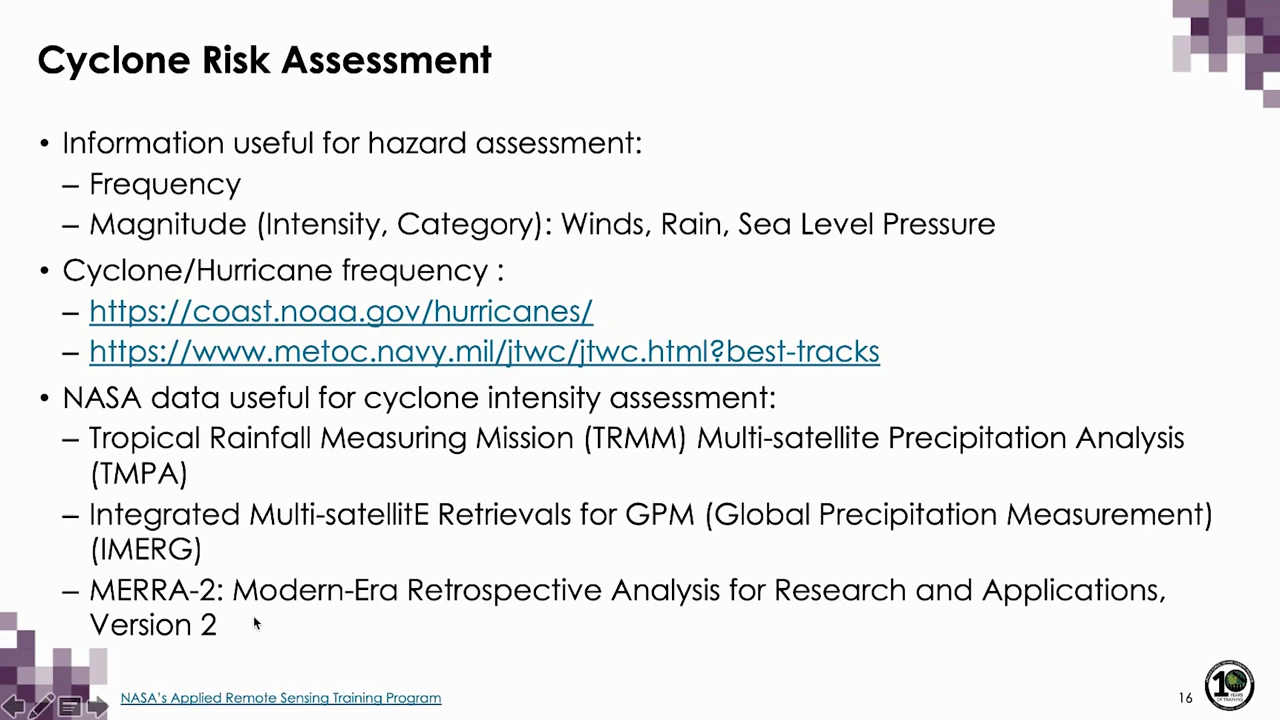 Cyclone Risk Assessment
• Information useful for hazard assessment:
– Frequency
– Magnitude (Intensity, Category): Winds, Rain, Sea Level Pressure
• Cyclone/Hurricane frequency :
– https://coast.noaa.gov/hurricanes/
– https://www.metoc.navy.mil/jtwc/jtwc.html?best-tracks
• NASA data useful for cyclone intensity assessment:
– Tropical Rainfall Measuring Mission (TRMM) Multi-satellite Precipitation Analysis
(TMPA)
– Integrated Multi-satellitE Retrievals for GPM (Global Precipitation Measurement)
(IMERG)
– MERRA-2: Modern-Era Retrospective Analysis for Research and Applications,
Version 2
NASA's Applied Remote Sensing Training Program
16
10
YEARS
OF TRAINING